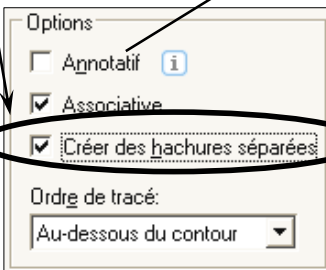 Options
Annotatif
Associative
Créer des hachures séparées
Ordre de tracé:
Au-dessous du contour